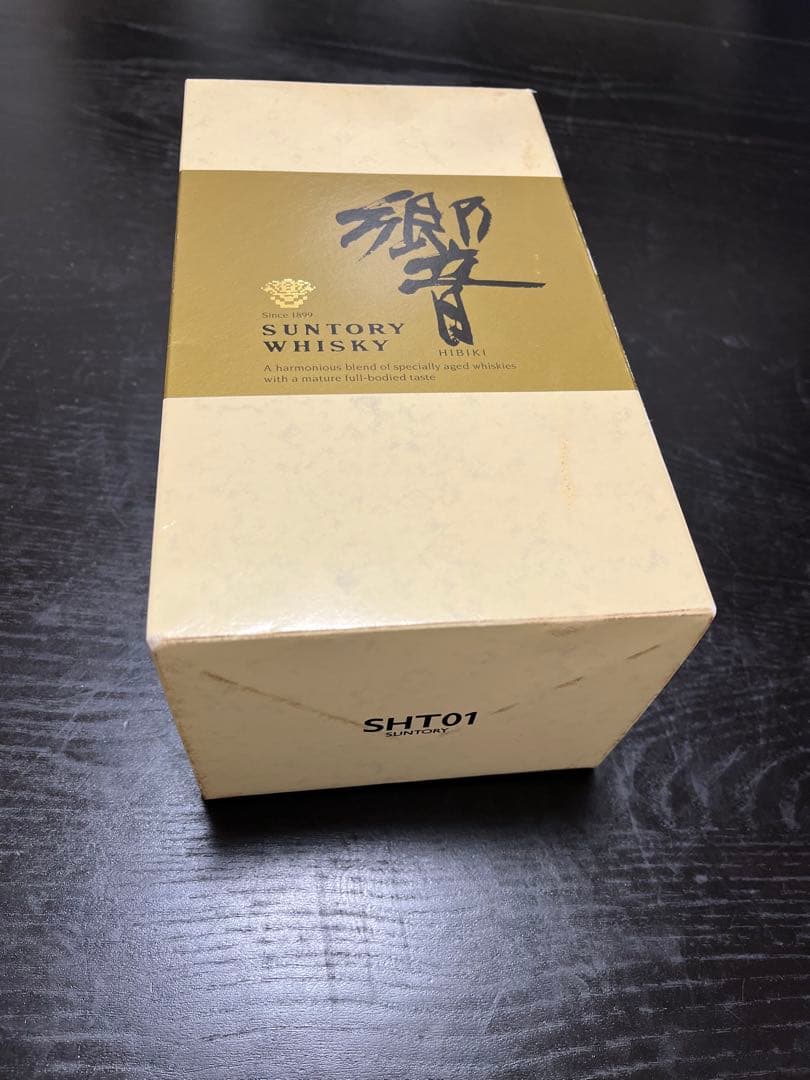 響
Since 1899
SUNTORY
WHISKY
HIBIKI
A harmonious blend of specially aged whiskies
with a mature full-bodied taste
SHT01
SUNTORY